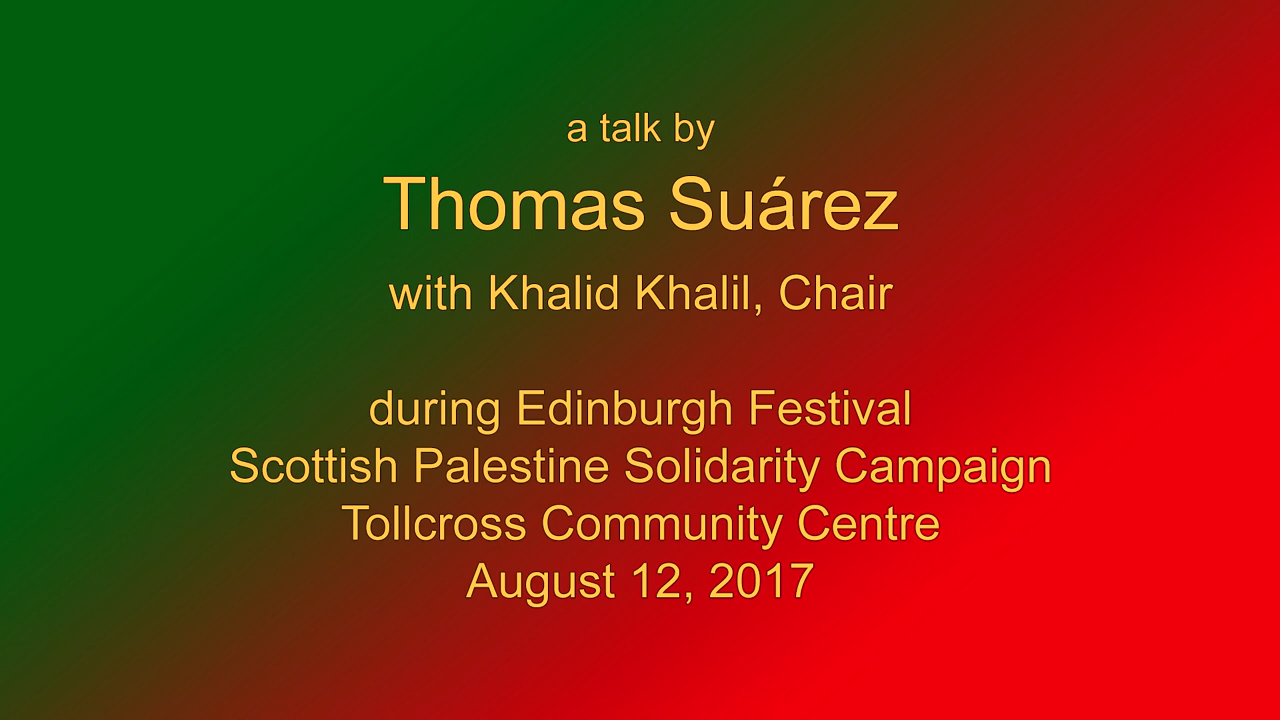 a talk by
Thomas Suárez
with Khalid Khalil, Chair
during Edinburgh Festival
Scottish Palestine Solidarity Campaign
Tollcross Community Centre
August 12, 2017